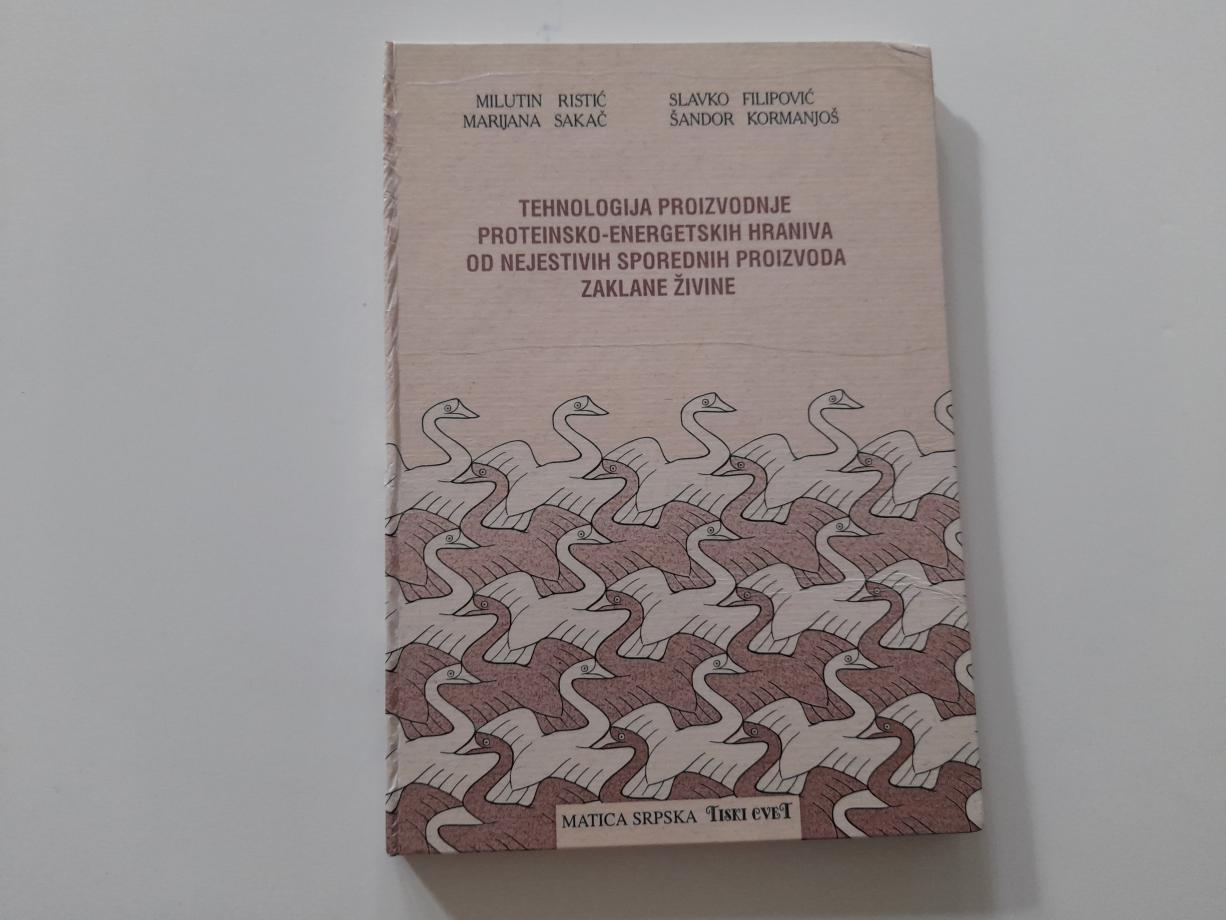 MILUTIN RISTIĆ
MARIJANA SAKAČ
SLAVKO FILIPOVIĆ
ŠANDOR KORMANJOŠ
TEHNOLOGIJA PROIZVODNJE
PROTEINSKO-ENERGETSKIH HRANIVA
OD NEJESTIVIH SPOREDNIH PROIZVODA
ZAKLANE ŽIVINE
MATICA SRPSKA TISKI CVET